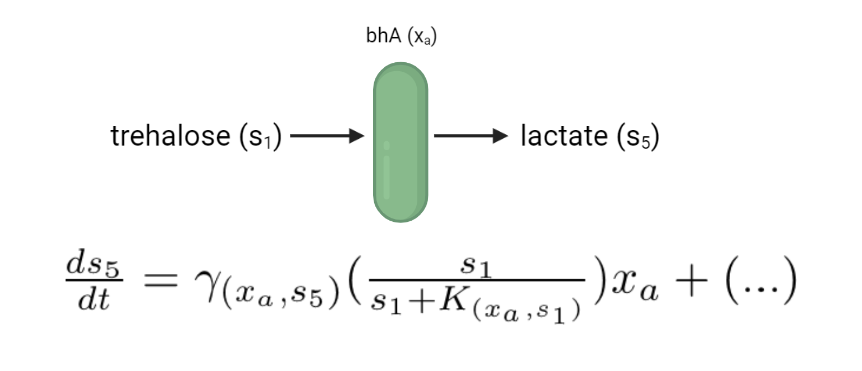 bhA (xₐ)
trehalose (s₁) lactate (s₅)
ds₅/dt = γ₍ₓₐ,ₛ₅₎(s₁/(s₁+K₍ₓₐ,ₛ₁₎))xₐ + (...)